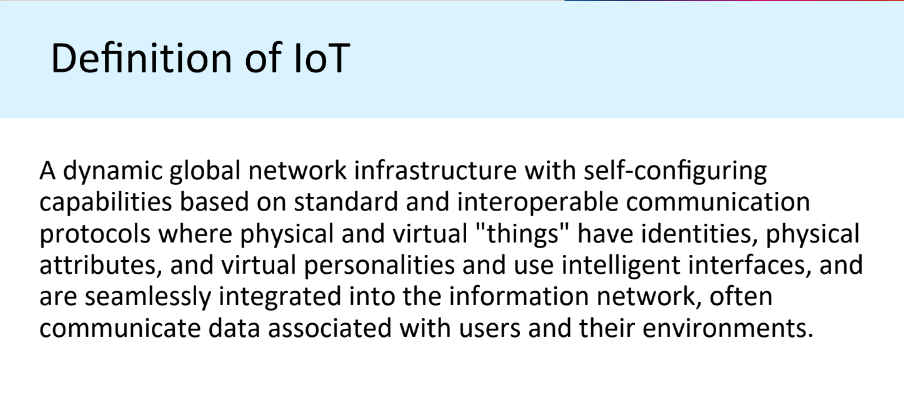 Definition of IoT
A dynamic global network infrastructure with self-configuring
capabilities based on standard and interoperable communication
protocols where physical and virtual "things" have identities, physical
attributes, and virtual personalities and use intelligent interfaces, and
are seamlessly integrated into the information network, often
communicate data associated with users and their environments.